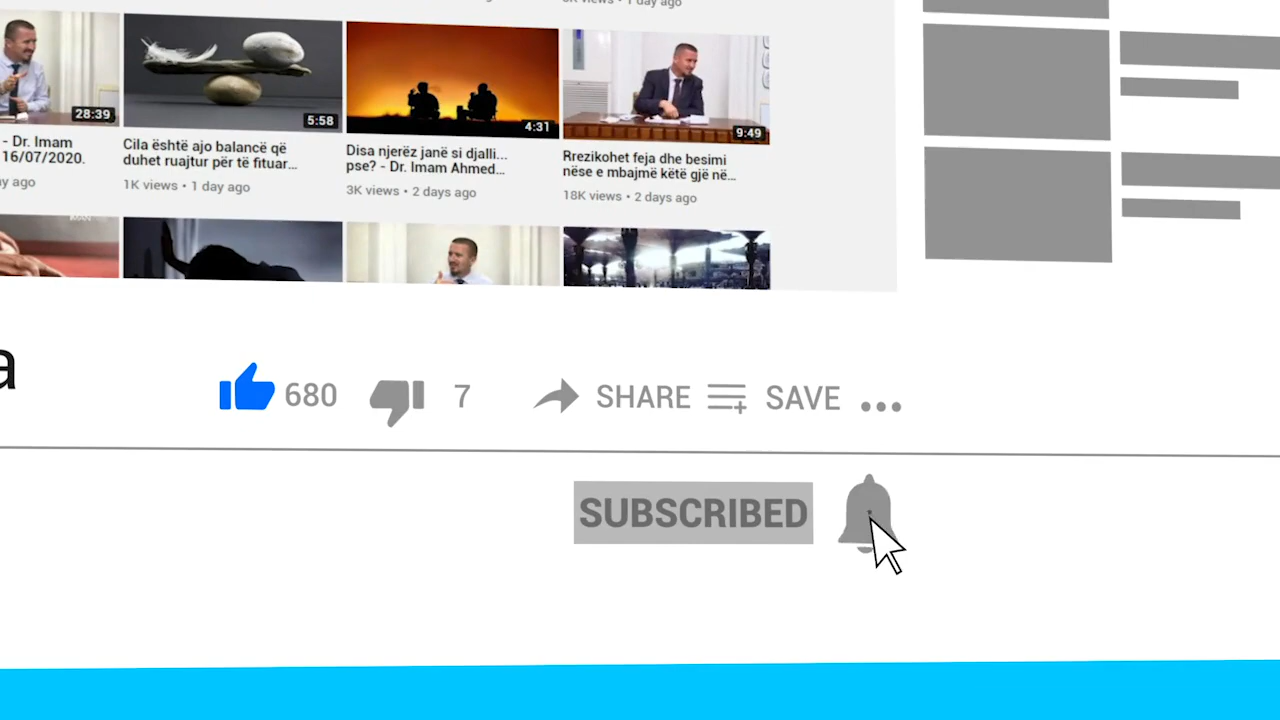 1 day ago
28:39
5:58
4:31
9:49
- Dr. Imam
16/07/2020.
ago
Cila është ajo balancë që
duhet ruajtur për të fituar...
1K views • 1 day ago
Disa njerëz janë si djalli...
pse? - Dr. Imam Ahmed...
3K views • 2 days ago
Rrezikohet feja dhe besimi
nëse e mbajmë këtë gjë në...
18K views • 2 days ago
a
680
7
SHARE
SAVE
SUBSCRIBED